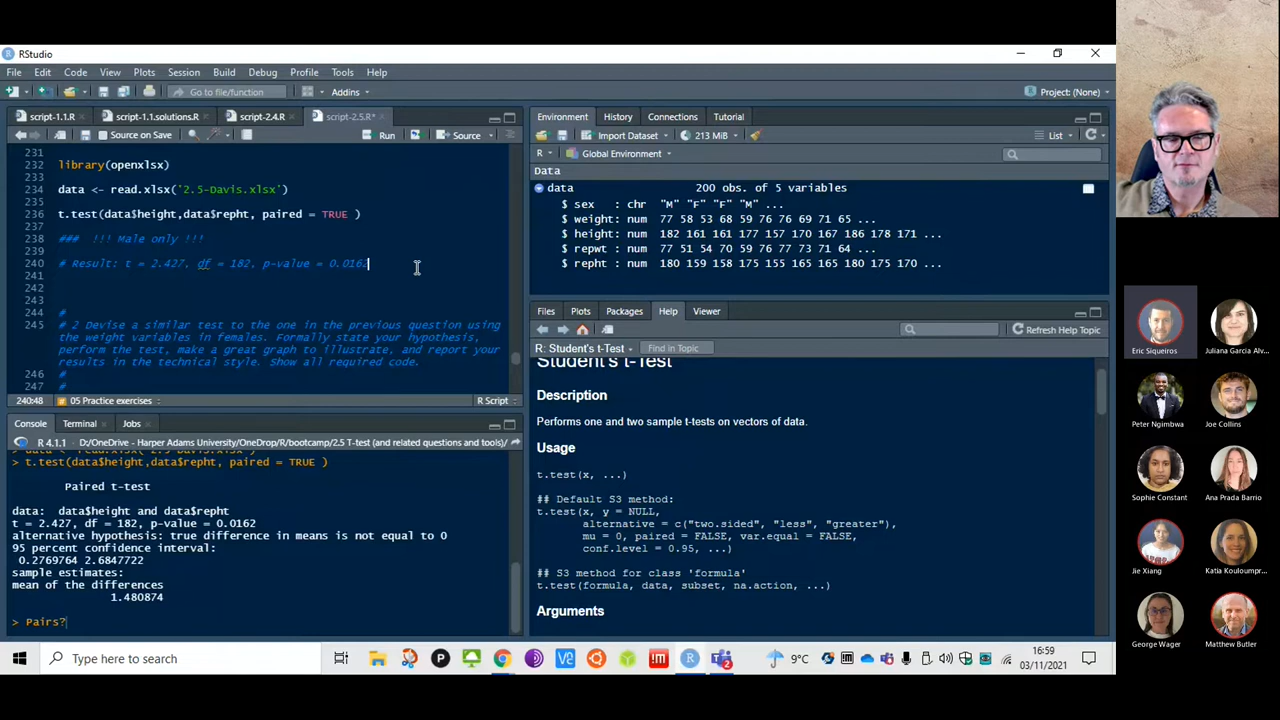 RStudio
File Edit Code View Plots Session Build Debug Profile Tools Help
Go to file/function
Addins
Project: (None)
script-1.1.R
script-1.1.solutions.R
script-2.4.R
script-2.5.R*
Source on Save
Run
Source
231
232 library(openxlsx)
233
234 data <- read.xlsx('2.5-Davis.xlsx')
235
236 t.test(data$height,data$repht, paired = TRUE )
237
238 ### !!! Male only !!!
239
240 # Result: t = 2.427, df = 182, p-value = 0.0162
241
242
243
244 #
245 # 2 Devise a similar test to the one in the previous question using
the weight variables in females. Formally state your hypothesis,
perform the test, make a great graph to illustrate, and report your
results in the technical style. Show all required code.
246 #
247 #
240:48
05 Practice exercises
R Script
Console Terminal Jobs
R 4.1.1 · D:/OneDrive - Harper Adams University/OneDrop/R/bootcamp/2.5 T-test (and related questions and tools)/
> t.test(data$height,data$repht, paired = TRUE )
Paired t-test
data: data$height and data$repht
t = 2.427, df = 182, p-value = 0.0162
alternative hypothesis: true difference in means is not equal to 0
95 percent confidence interval:
0.2769764 2.6847722
sample estimates:
mean of the differences
1.480874
> Pairs?
Environment History Connections Tutorial
Import Dataset
213 MiB
List
R
Global Environment
Data
data 200 obs. of 5 variables
$ sex : chr "M" "F" "F" "M" ...
$ weight: num 77 58 53 68 59 76 76 69 71 65 ...
$ height: num 182 161 161 177 157 170 167 186 178 171 ...
$ repwt : num 77 51 54 70 59 76 77 73 71 64 ...
$ repht : num 180 159 158 175 155 165 165 180 175 170 ...
Files Plots Packages Help Viewer
Refresh Help Topic
R: Student's t-Test
Find in Topic
Student's t-Test
Description
Performs one and two sample t-tests on vectors of data.
Usage
t.test(x, ...)
## Default S3 method:
t.test(x, y = NULL,
alternative = c("two.sided", "less", "greater"),
mu = 0, paired = FALSE, var.equal = FALSE,
conf.level = 0.95, ...)
## S3 method for class 'formula'
t.test(formula, data, subset, na.action, ...)
Arguments
Type here to search
9°C
16:59
03/11/2021
Eric Siqueiros
Juliana Garcia Alv...
Peter Ngimbwa
Joe Collins
Sophie Constant
Ana Prada Barrio
Jie Xiang
Katia Kouloumpr...
George Wager
Matthew Butler